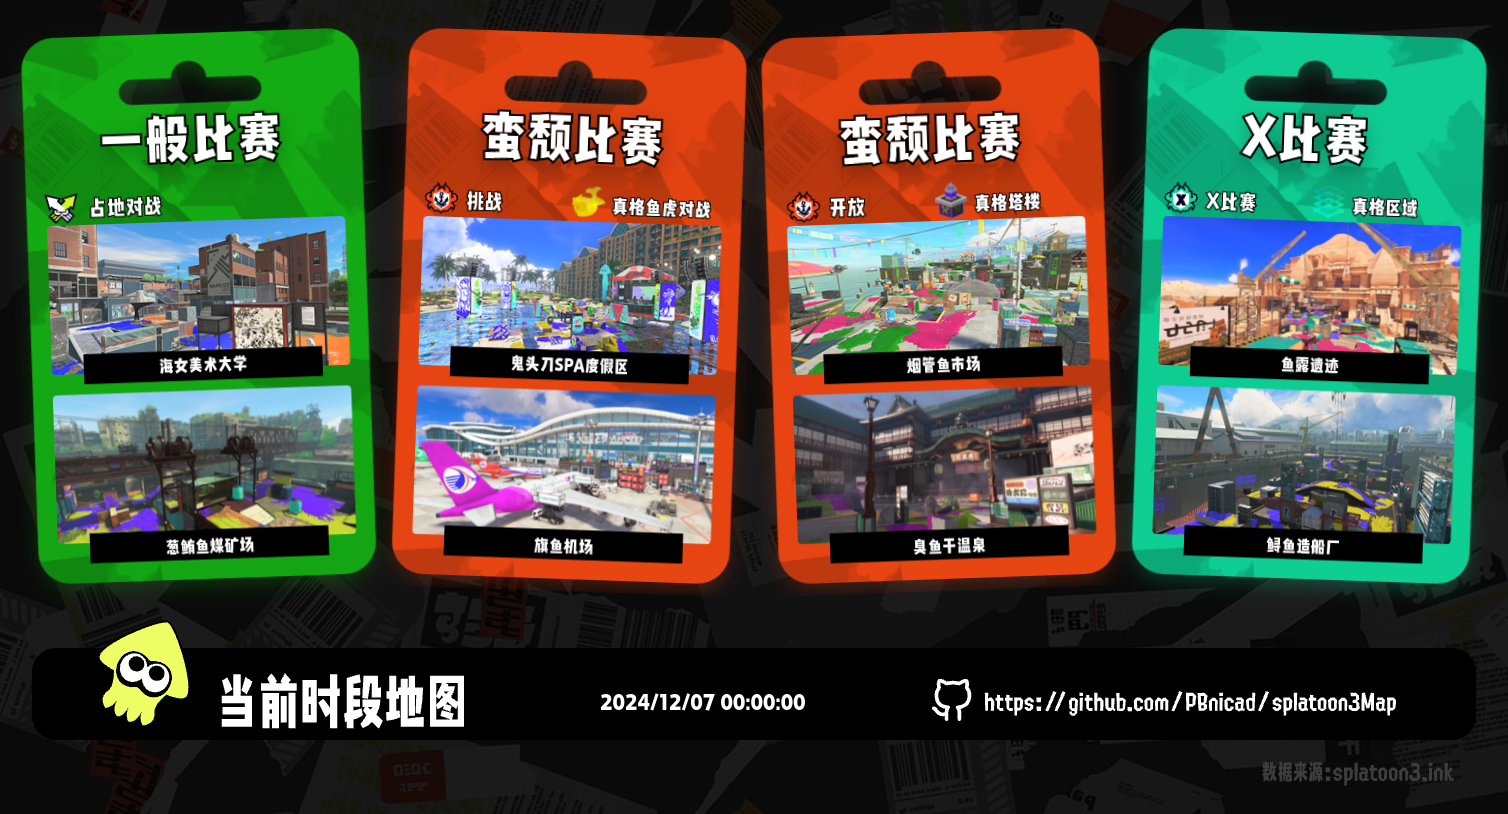 一般比赛
占地对战
海女美术大学
葱鲔鱼煤矿场
蛮颓比赛
挑战
真格鱼虎对战
鬼头刀SPA度假区
旗鱼机场
蛮颓比赛
开放
真格塔楼
烟管鱼市场
臭鱼干温泉
X比赛
X比赛
真格区域
鱼露遗迹
鲟鱼造船厂
当前时段地图
2024/12/07 00:00:00
https://github.com/PBnicad/splatoon3Map
数据来源:splatoon3.ink